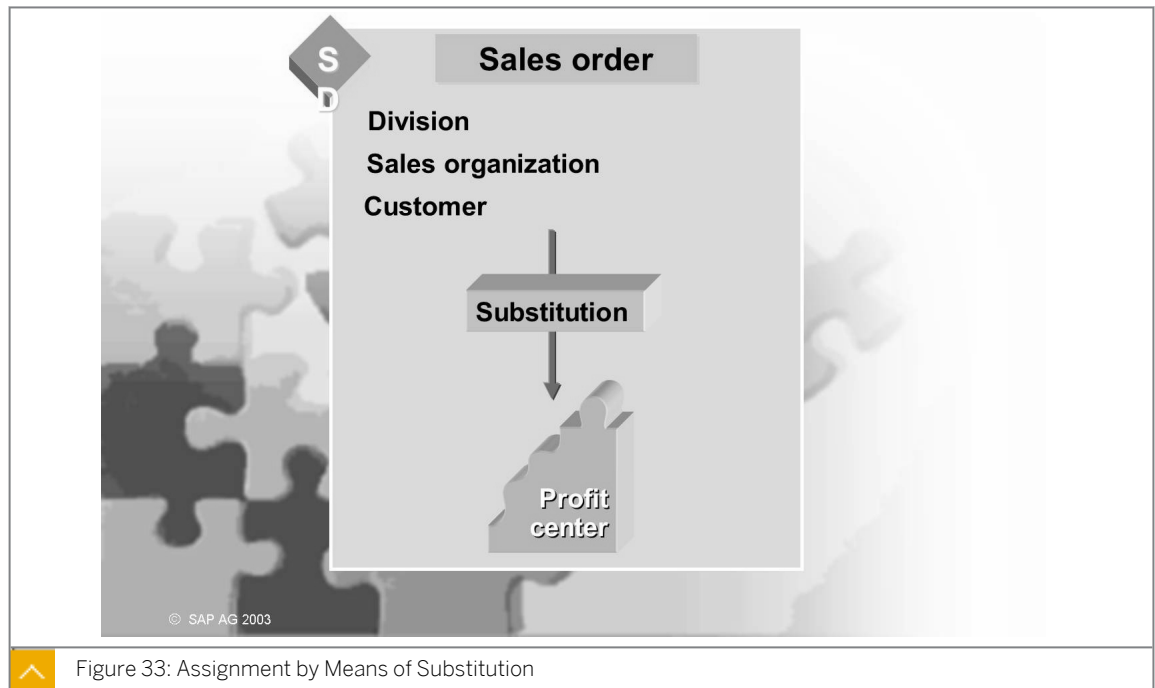 S
D
Sales order
Division
Sales organization
Customer
Substitution
Profit
center
© SAP AG 2003
Figure 33: Assignment by Means of Substitution